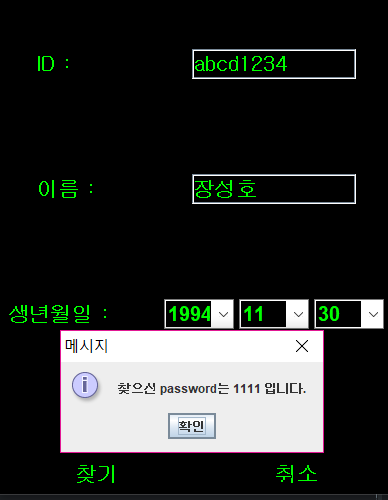 ID : abcd1234
이름 : 장성호
생년월일 : 1994 11 30
메시지
찾으신 password는 1111 입니다.
확인
찾기 취소